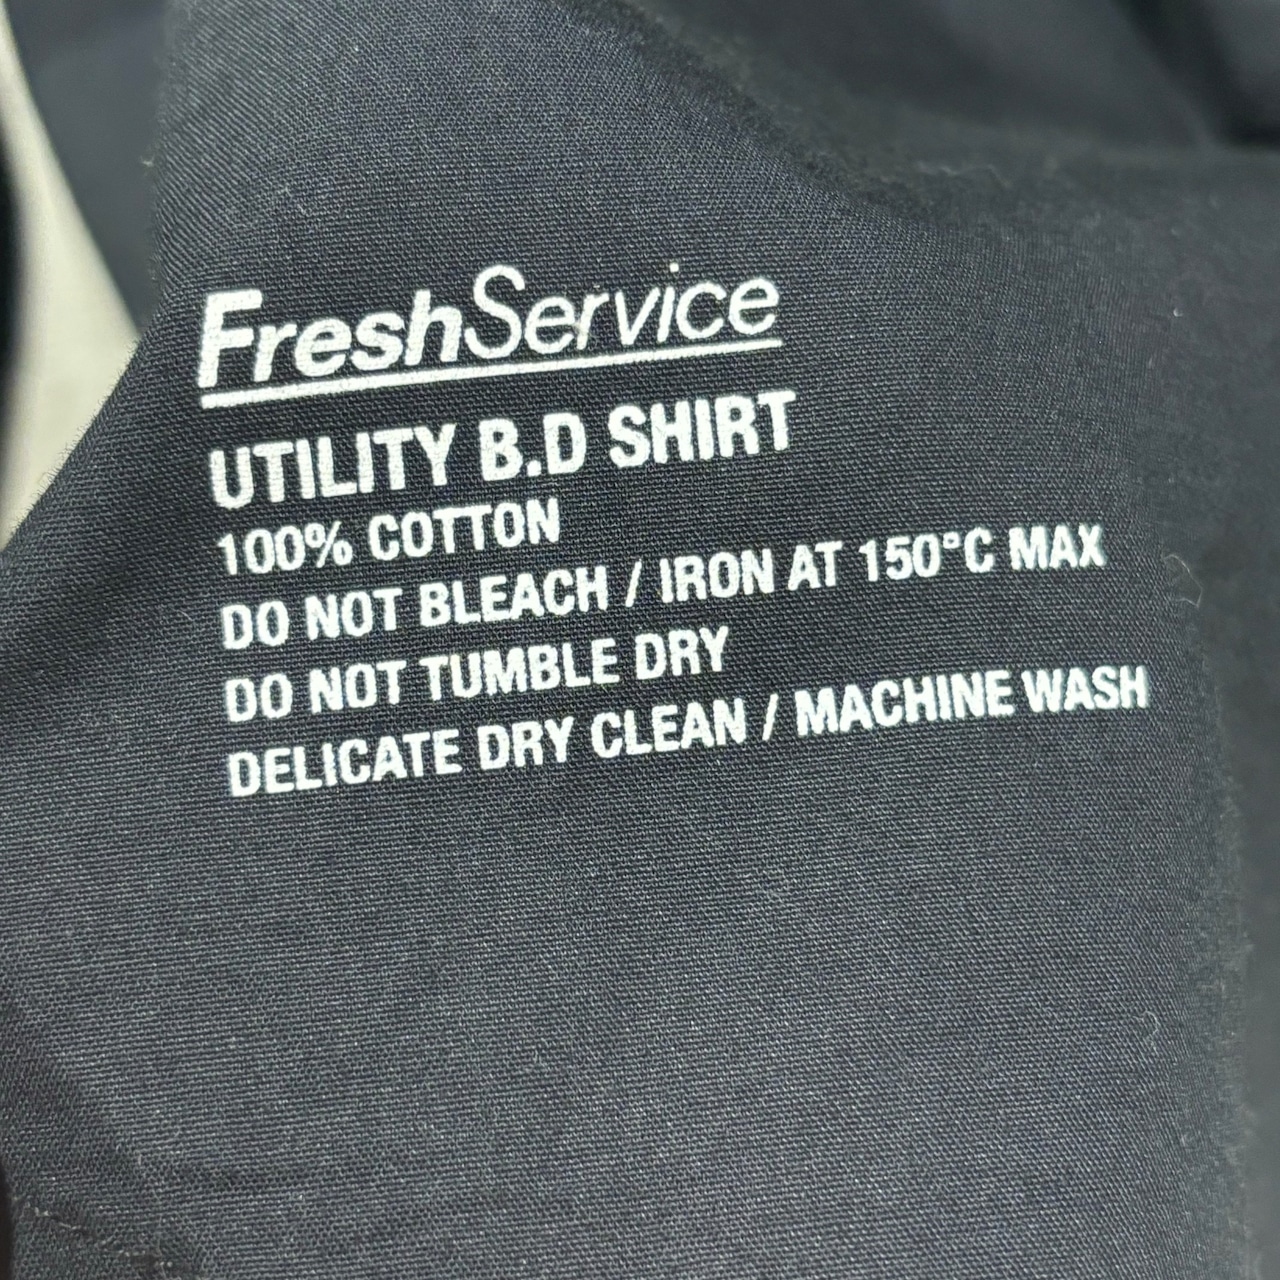 FreshService
UTILITY B.D SHIRT
100% COTTON
DO NOT BLEACH / IRON AT 150°C MAX
DO NOT TUMBLE DRY
DELICATE DRY CLEAN / MACHINE WASH